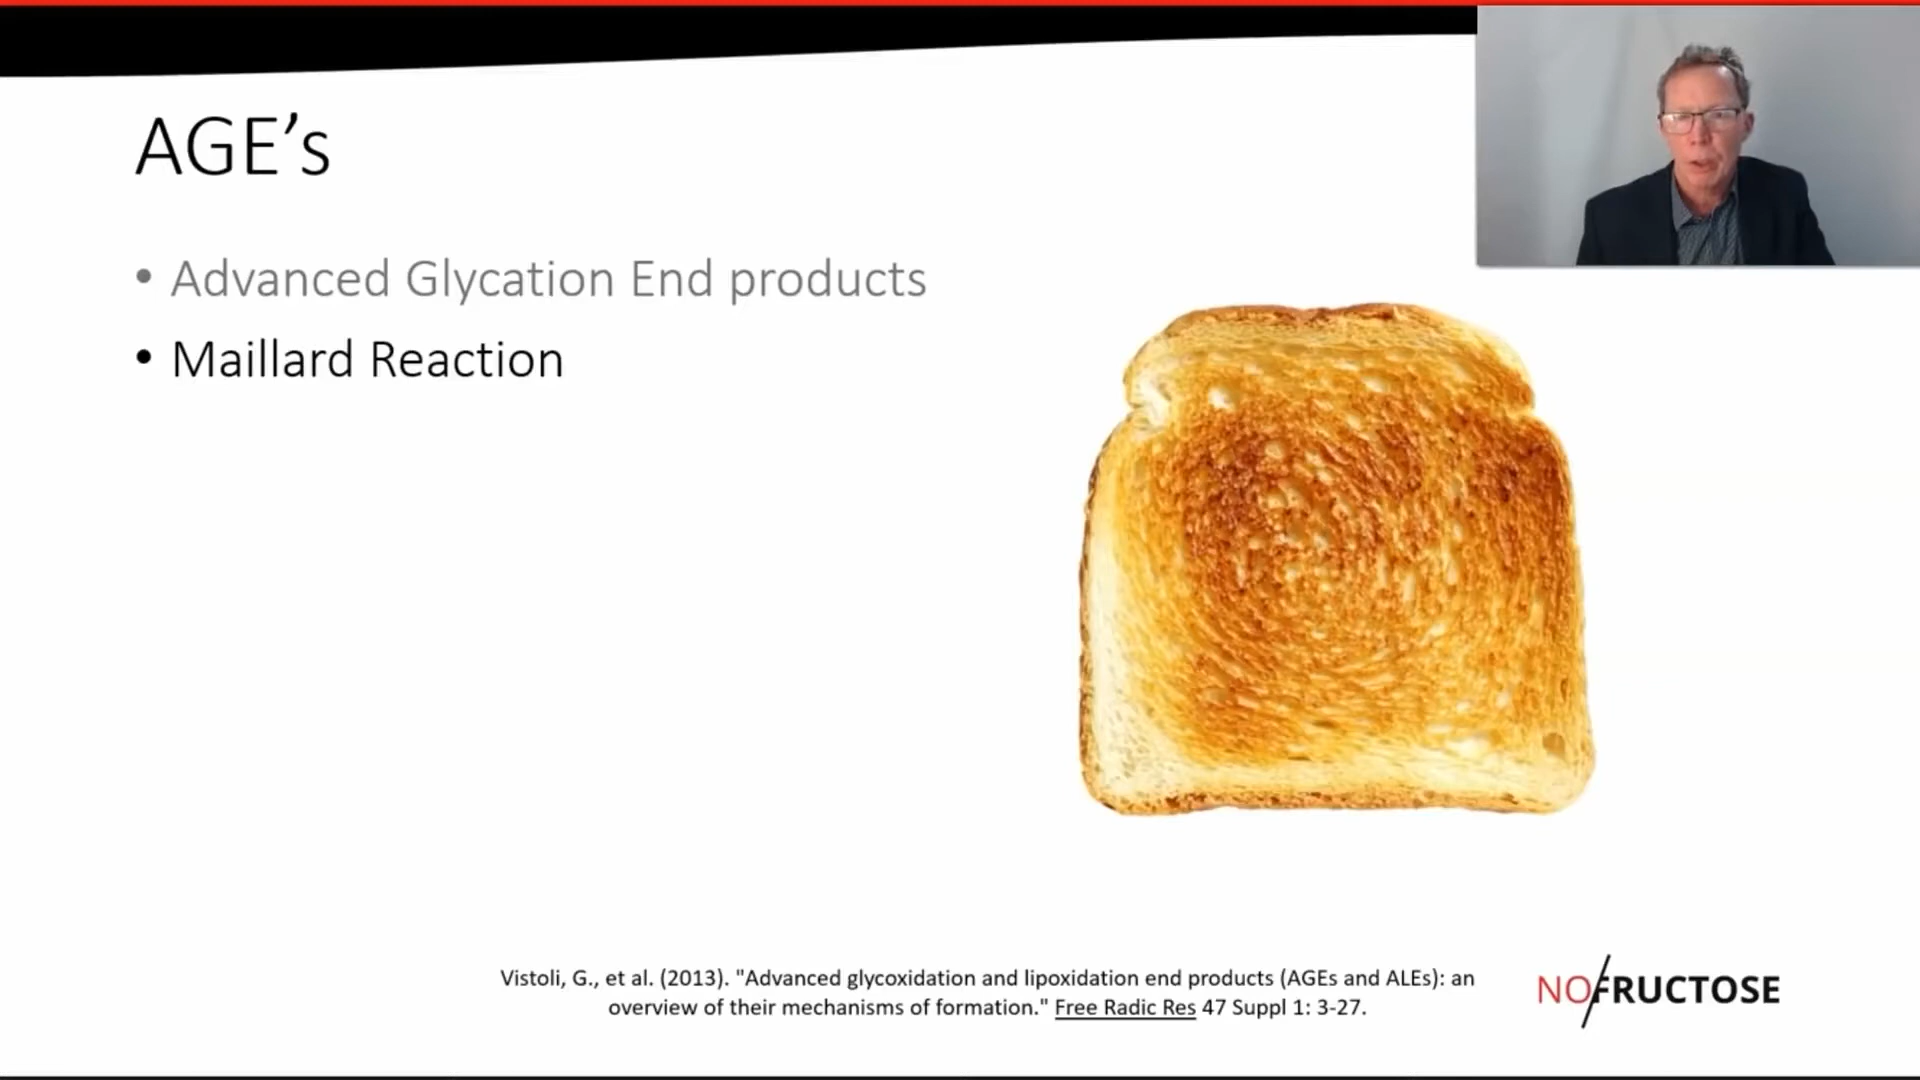 AGE's
• Advanced Glycation End products
• Maillard Reaction
Vistoli, G., et al. (2013). "Advanced glycoxidation and lipoxidation end products (AGEs and ALEs): an
overview of their mechanisms of formation." Free Radic Res 47 Suppl 1: 3-27.
NOFRUCTOSE